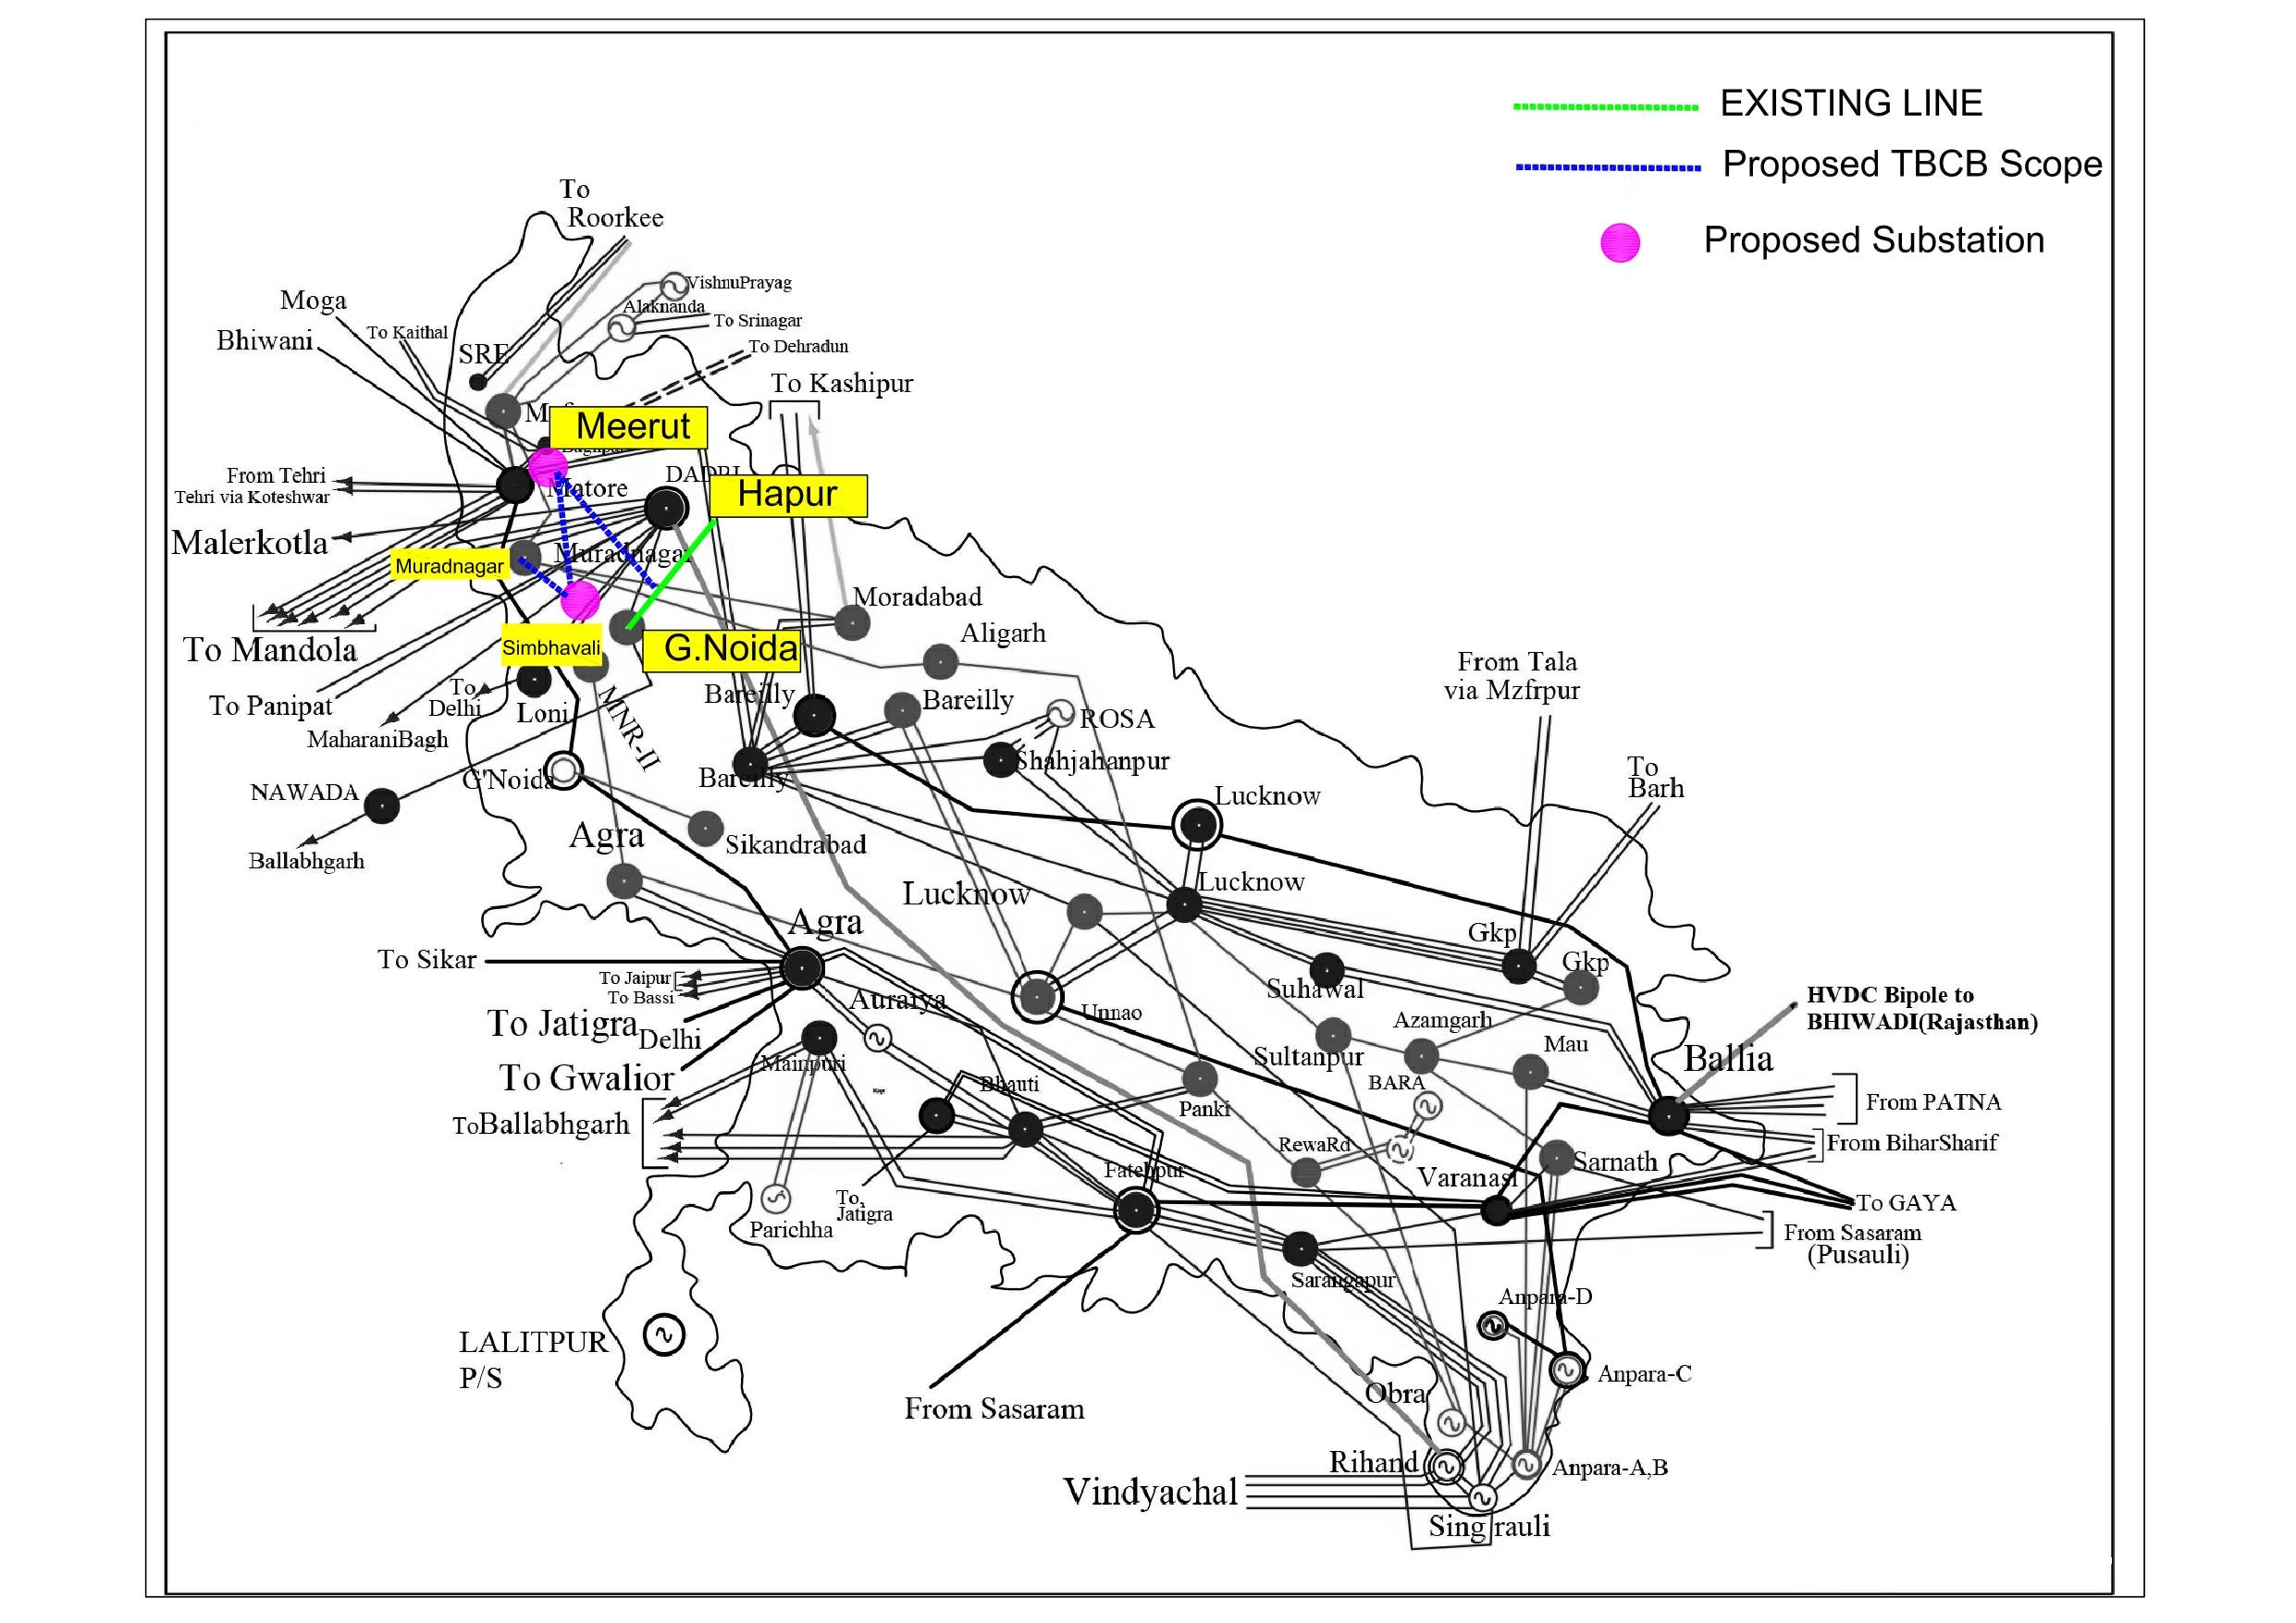 EXISTING LINE
Proposed TBCB Scope
Proposed Substation
To
Roorkee
VishnuPrayag
Alaknanda
To Srinagar
Moga
To Kaithal
Bhiwani
SRE
To Dehradun
To Kashipur
Meerut
From Tehri
Tehri via Koteshwar
Matore
DADRI
Hapur
Malerkotla
Muradnagar
Muradnagar
Moradabad
Aligarh
To Mandola
Simbhavali
G.Noida
From Tala
via Mzfrpur
To Panipat
To
Delhi
Loni
MNR-II
Bareilly
Bareilly
ROSA
MaharaniBagh
Shahjahanpur
G'Noida
Bareilly
To
Barh
NAWADA
Lucknow
Agra
Sikandrabad
Ballabhgarh
Lucknow
Lucknow
Agra
Gkp
Gkp
To Sikar
To Jaipur
To Bassi
Suhawal
Auraiya
Unnao
HVDC Bipole to
BHIWADI(Rajasthan)
To Jatigra
Delhi
Azamgarh
Mau
Mainpuri
Sultanpur
Ballia
To Gwalior
Bhauti
BARA
Panki
From PATNA
ToBallabhgarh
RewaRd
From BiharSharif
Sarnath
Fatehpur
Varanasi
To
Jatigra
To GAYA
Parichha
From Sasaram
(Pusauli)
Sarangapur
Anpara-D
LALITPUR
P/S
Anpara-C
Obra
From Sasaram
Rihand
Anpara-A,B
Vindyachal
Singrauli